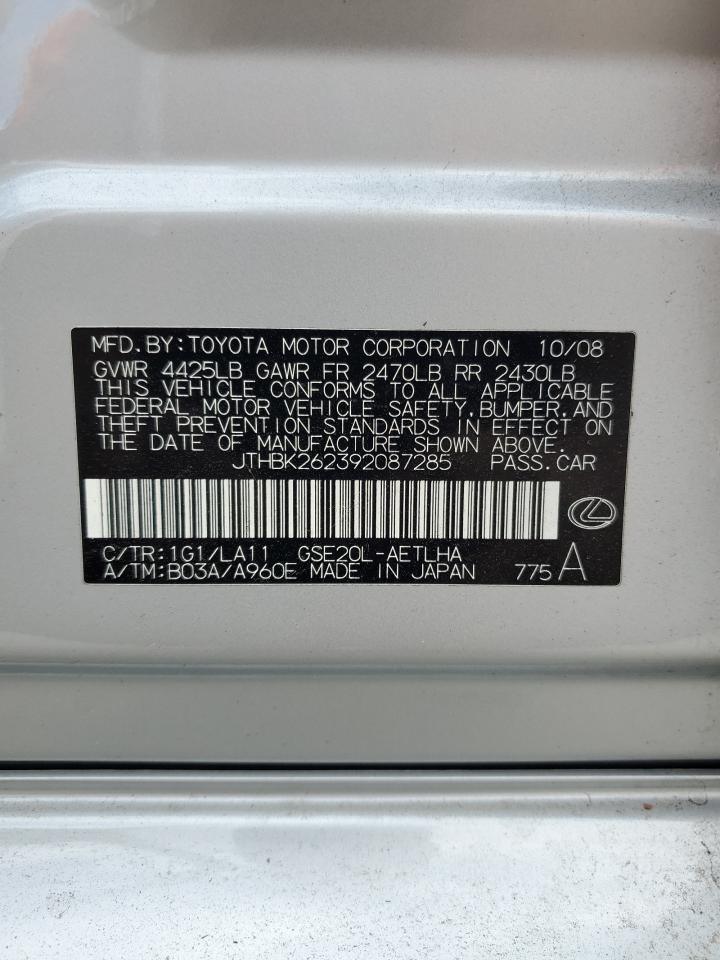 MFD.BY:TOYOTA MOTOR CORPORATION 10/08
GVWR 4425LB GAWR FR 2470LB RR 2430LB
THIS VEHICLE CONFORMS TO ALL APPLICABLE
FEDERAL MOTOR VEHICLE SAFETY,BUMPER,AND
THEFT PREVENTION STANDARDS IN EFFECT ON
THE DATE OF MANUFACTURE SHOWN ABOVE.
JTHBK262392087285 PASS.CAR
C/TR:1G1/LA11 GSE20L-AETLHA
A/TM:B03A/A960E MADE IN JAPAN 775 A